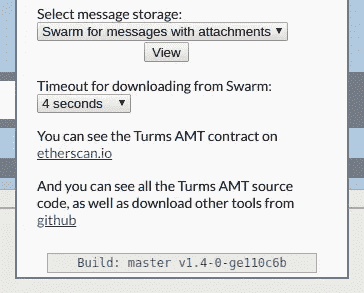 Select message storage:
Swarm for messages with attachments
View
Timeout for downloading from Swarm:
4 seconds
You can see the Turms AMT contract on
etherscan.io
And you can see all the Turms AMT source
code, as well as download other tools from
github
Build: master v1.4-0-ge110c6b